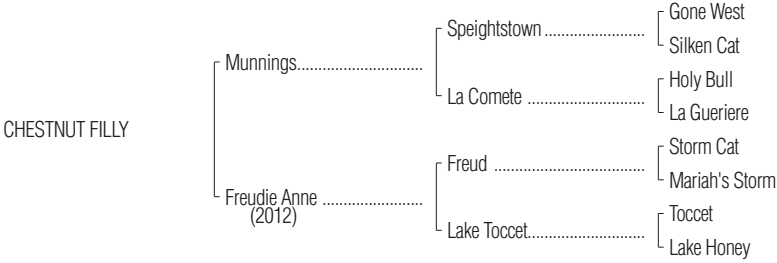 Gone West
Speightstown
Silken Cat
Munnings
Holy Bull
La Comete
La Gueriere
CHESTNUT FILLY
Storm Cat
Freud
Mariah's Storm
Freudie Anne
(2012)
Toccet
Lake Toccet
Lake Honey